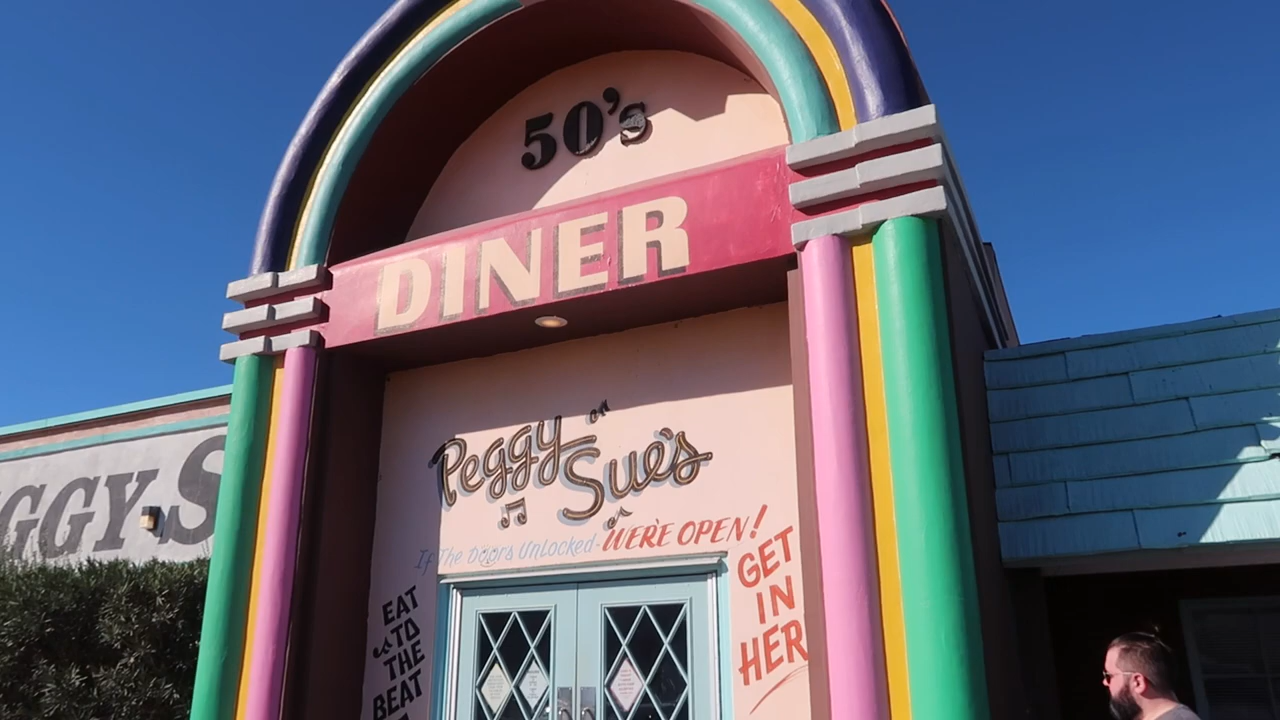 50's
DINER
Peggy
Sue's
If The Doors Unlocked-WE'RE OPEN!
GET
IN
HER
EAT
TO
THE
BEAT
GGY-S